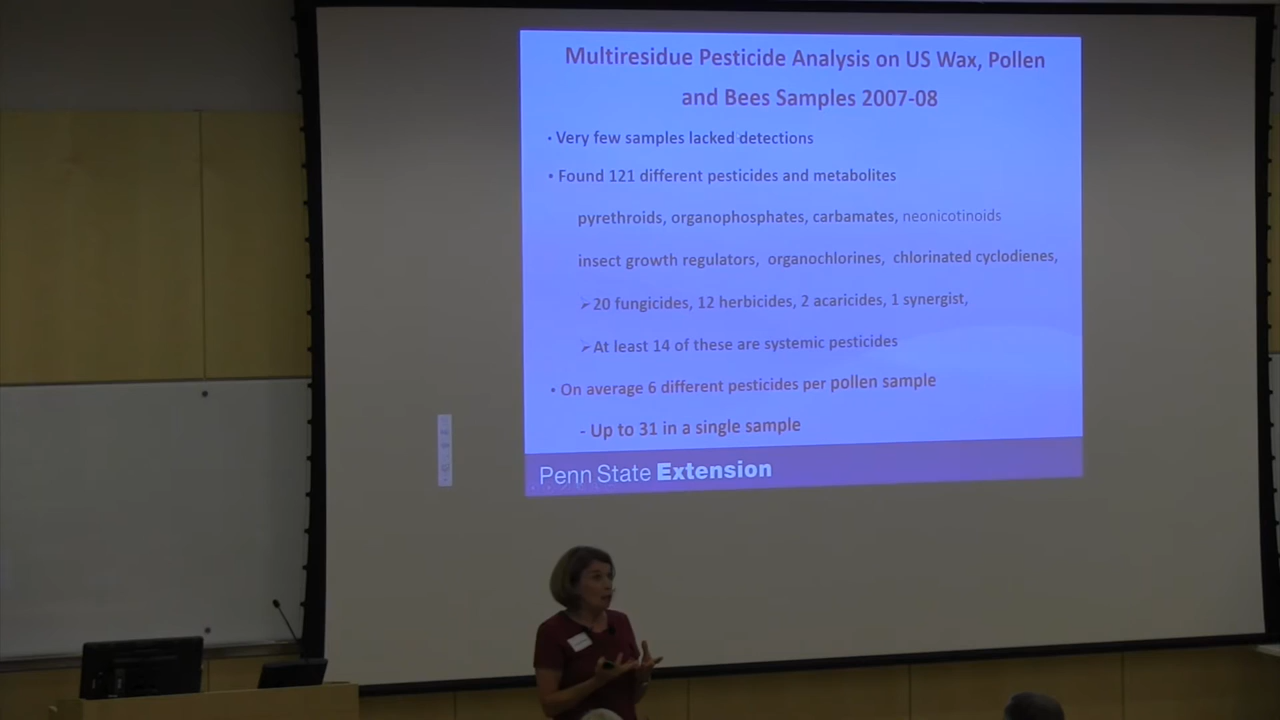 Multiresidue Pesticide Analysis on US Wax, Pollen
and Bees Samples 2007-08
• Very few samples lacked detections
• Found 121 different pesticides and metabolites
pyrethroids, organophosphates, carbamates, neonicotinoids
insect growth regulators, organochlorines, chlorinated cyclodienes,
➢20 fungicides, 12 herbicides, 2 acaricides, 1 synergist,
➢At least 14 of these are systemic pesticides
• On average 6 different pesticides per pollen sample
- Up to 31 in a single sample
Penn State Extension